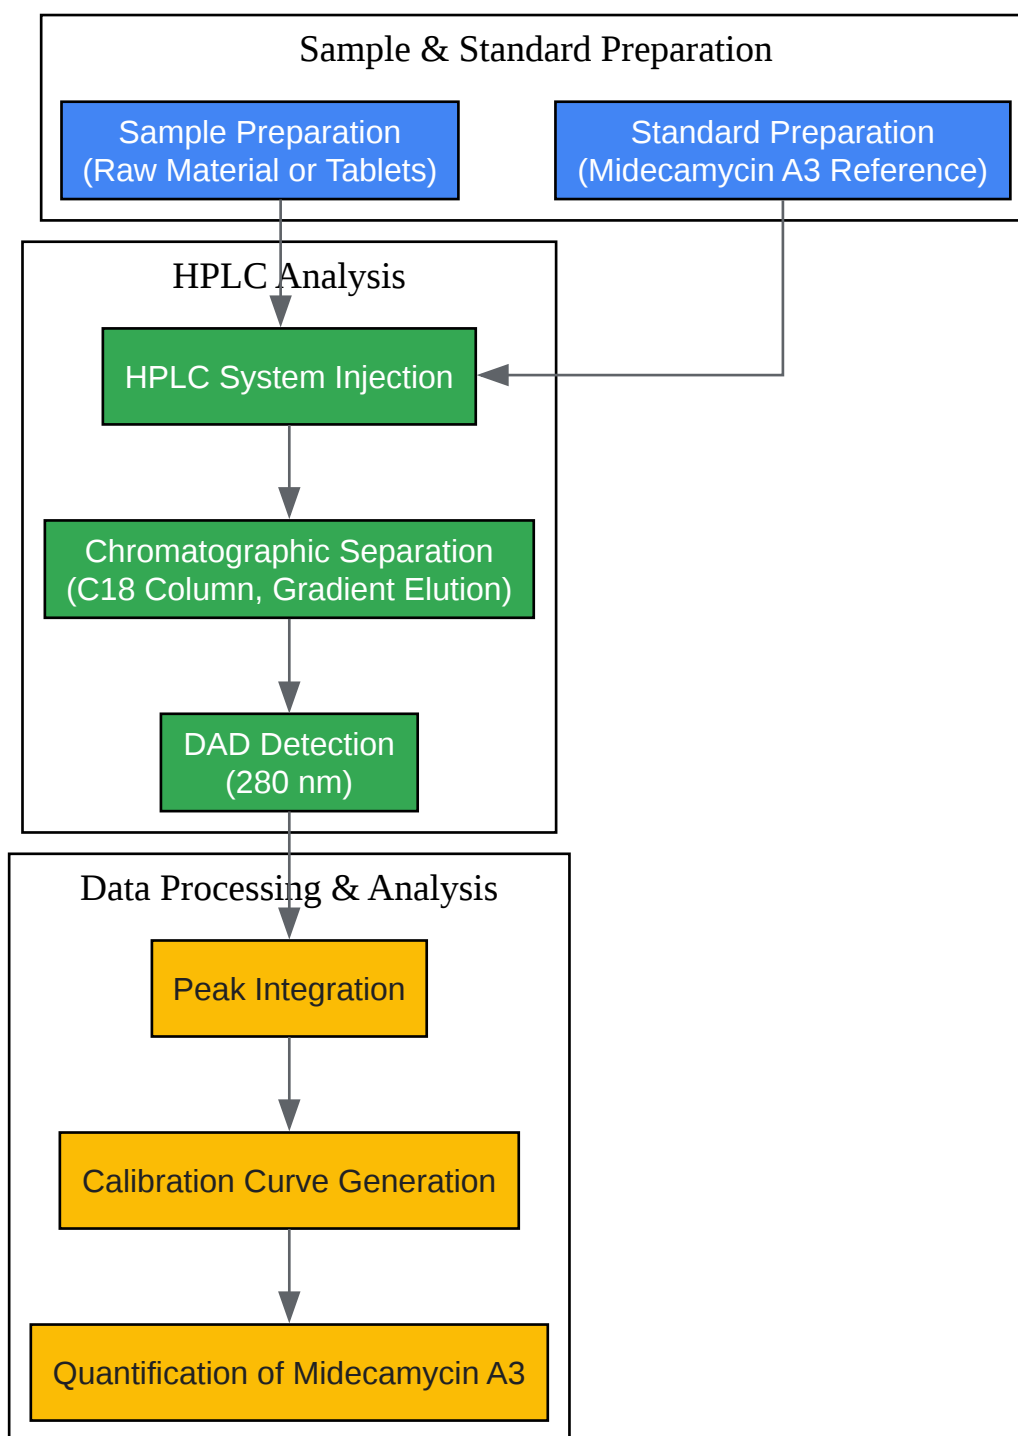 Sample & Standard Preparation
Sample Preparation
(Raw Material or Tablets)
Standard Preparation
(Midecamycin A3 Reference)
HPLC Analysis
HPLC System Injection
Chromatographic Separation
(C18 Column, Gradient Elution)
DAD Detection
(280 nm)
Data Processing & Analysis
Peak Integration
Calibration Curve Generation
Quantification of Midecamycin A3